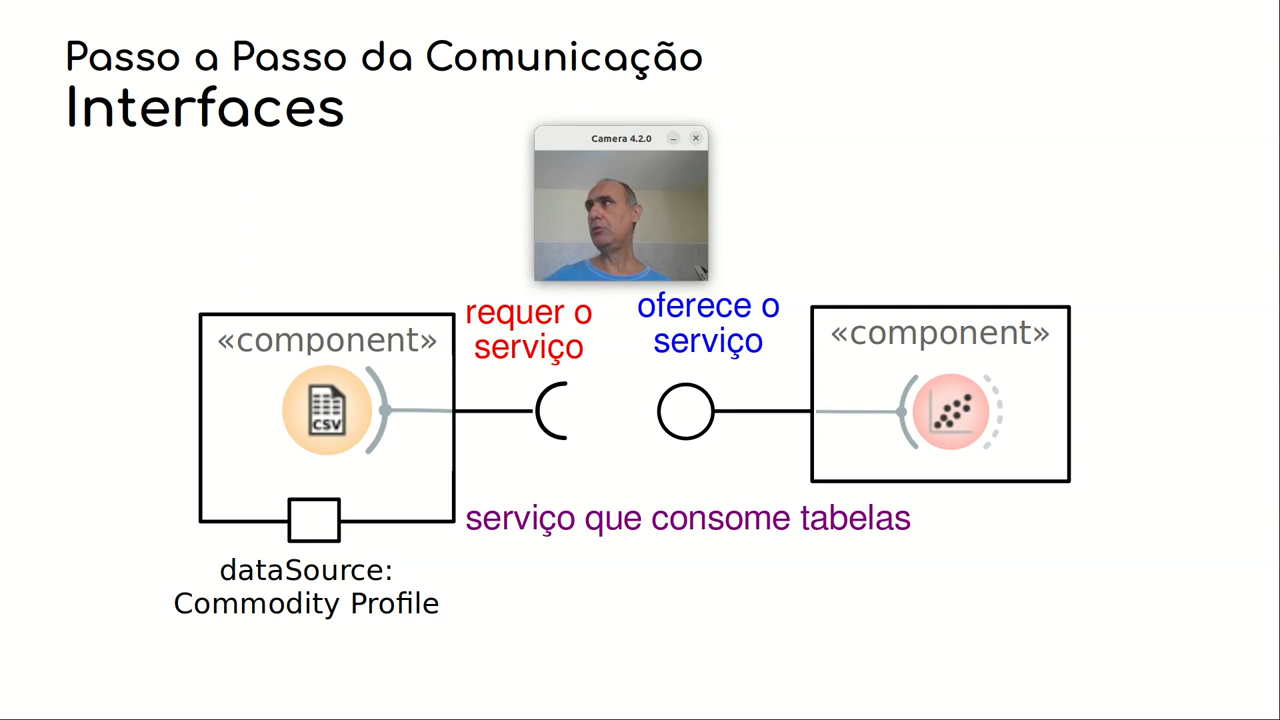 Passo a Passo da Comunicação
Interfaces
Camera 4.2.0
requer o
serviço
oferece o
serviço
«component»
«component»
CSV
serviço que consome tabelas
dataSource:
Commodity Profile